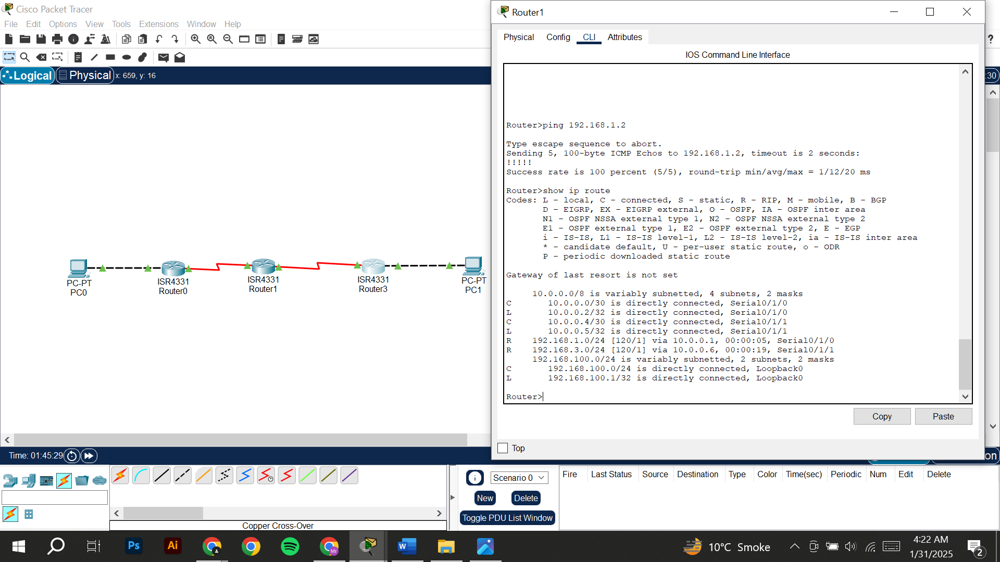 Cisco Packet Tracer
File Edit Options View Tools Extensions Window Help
Logical Physical x: 659, y: 16
PC-PT
PC0
ISR4331
Router0
ISR4331
Router1
ISR4331
Router3
PC-PT
PC1
Router1
Physical Config CLI Attributes
IOS Command Line Interface
Router>ping 192.168.1.2
Type escape sequence to abort.
Sending 5, 100-byte ICMP Echos to 192.168.1.2, timeout is 2 seconds:
!!!!!
Success rate is 100 percent (5/5), round-trip min/avg/max = 1/12/20 ms
Router>show ip route
Codes: L - local, C - connected, S - static, R - RIP, M - mobile, B - BGP
D - EIGRP, EX - EIGRP external, O - OSPF, IA - OSPF inter area
N1 - OSPF NSSA external type 1, N2 - OSPF NSSA external type 2
E1 - OSPF external type 1, E2 - OSPF external type 2, E - EGP
i - IS-IS, L1 - IS-IS level-1, L2 - IS-IS level-2, ia - IS-IS inter area
* - candidate default, U - per-user static route, o - ODR
P - periodic downloaded static route
Gateway of last resort is not set
10.0.0.0/8 is variably subnetted, 4 subnets, 2 masks
C 10.0.0.0/30 is directly connected, Serial0/1/0
L 10.0.0.2/32 is directly connected, Serial0/1/0
C 10.0.0.4/30 is directly connected, Serial0/1/1
L 10.0.0.5/32 is directly connected, Serial0/1/1
R 192.168.1.0/24 [120/1] via 10.0.0.1, 00:00:05, Serial0/1/0
R 192.168.3.0/24 [120/1] via 10.0.0.6, 00:00:19, Serial0/1/1
192.168.100.0/24 is variably subnetted, 2 subnets, 2 masks
C 192.168.100.0/24 is directly connected, Loopback0
L 192.168.100.1/32 is directly connected, Loopback0
Router>
Copy Paste
Top
?
:30
on
Time: 01:45:29
Copper Cross-Over
Scenario 0
New Delete
Toggle PDU List Window
Fire Last Status Source Destination Type Color Time(sec) Periodic Num Edit Delete
Ps
Ai
Mr
W
10°C Smoke
4:22 AM
1/31/2025
2